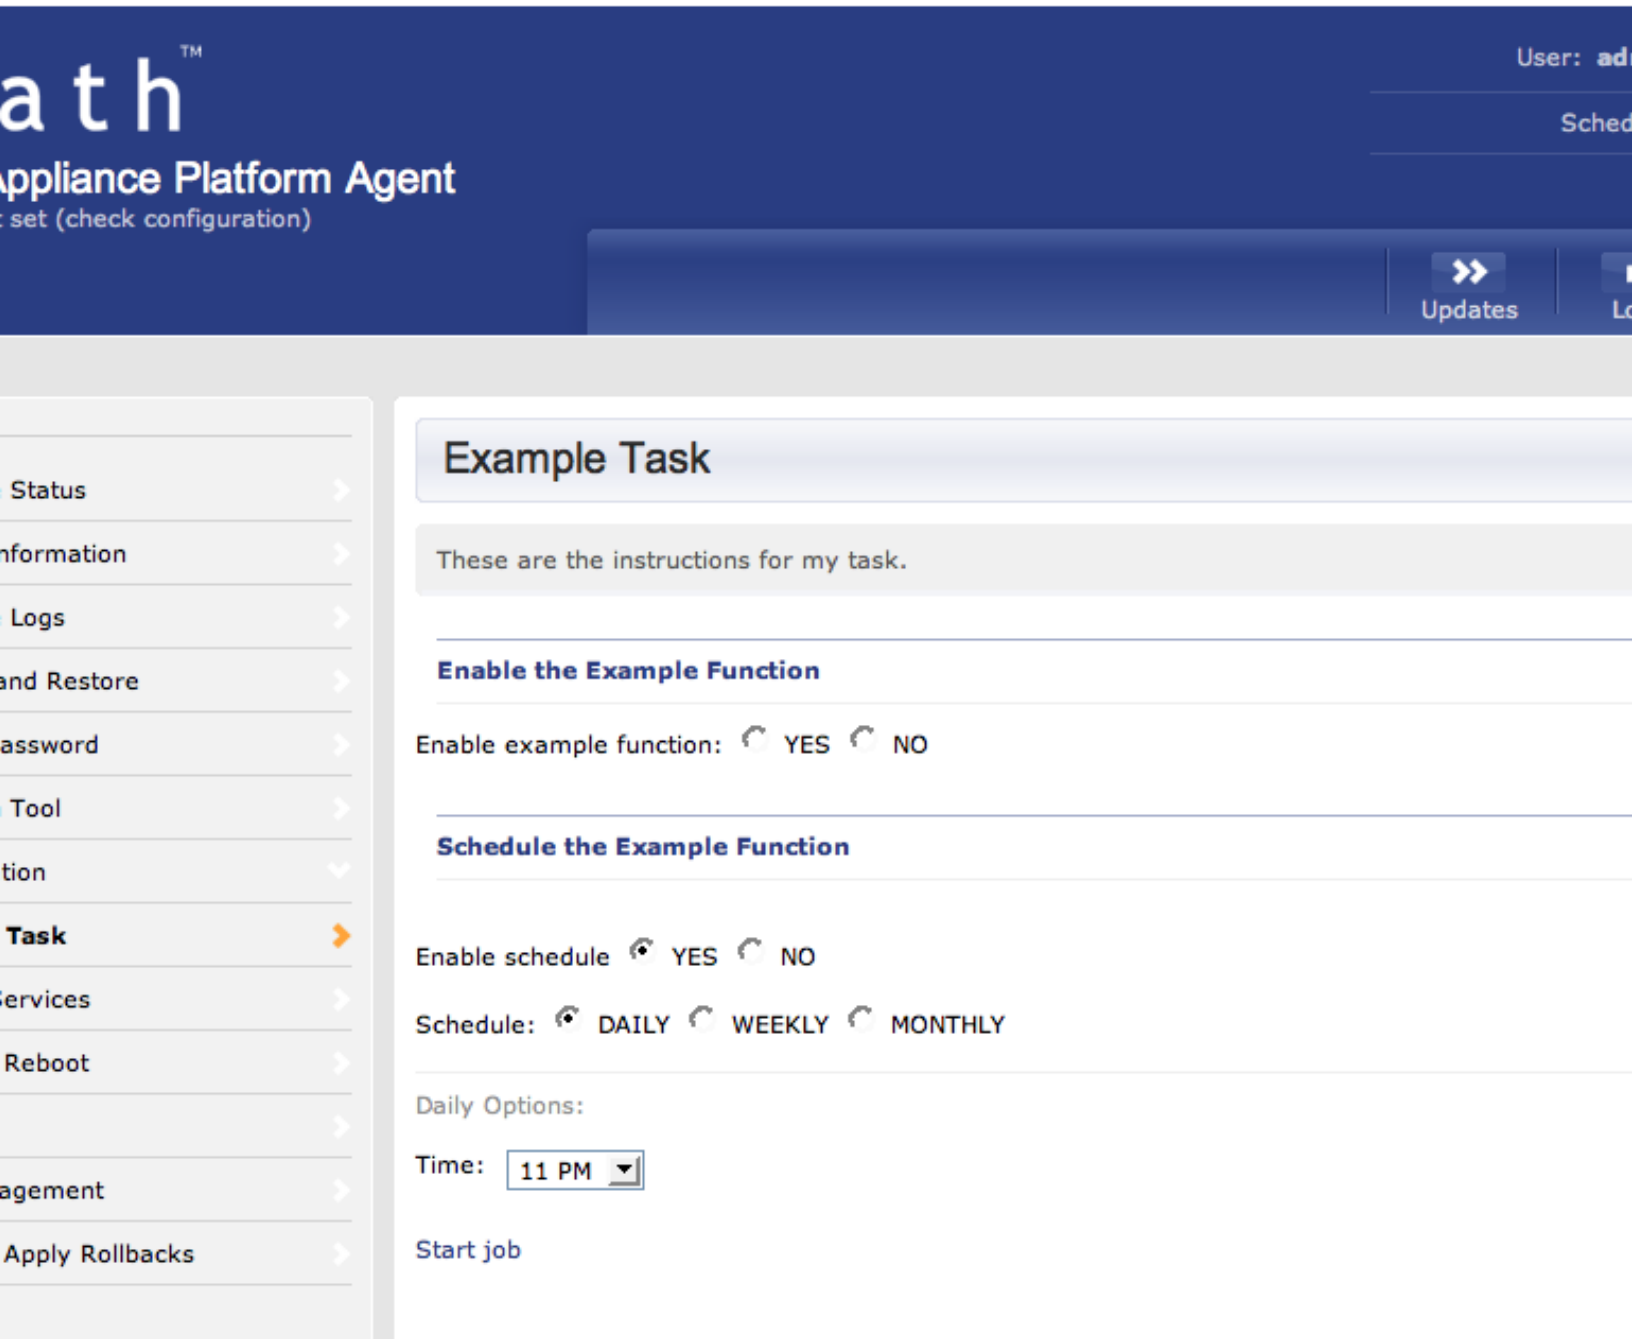 ath™
Appliance Platform Agent
set (check configuration)
User: ad
Sched
Updates
Lo
Status
nformation
Logs
and Restore
assword
Tool
tion
Task
Services
Reboot
agement
Apply Rollbacks
Example Task
These are the instructions for my task.
Enable the Example Function
Enable example function: YES NO
Schedule the Example Function
Enable schedule YES NO
Schedule: DAILY WEEKLY MONTHLY
Daily Options:
Time: 11 PM
Start job